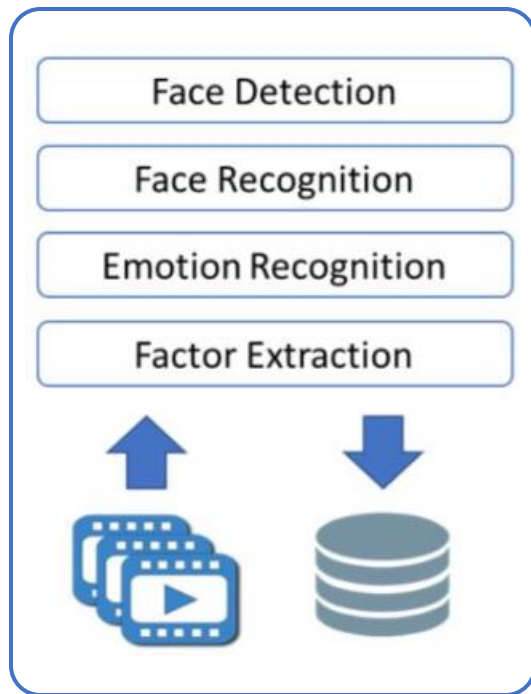 Face Detection
Face Recognition
Emotion Recognition
Factor Extraction